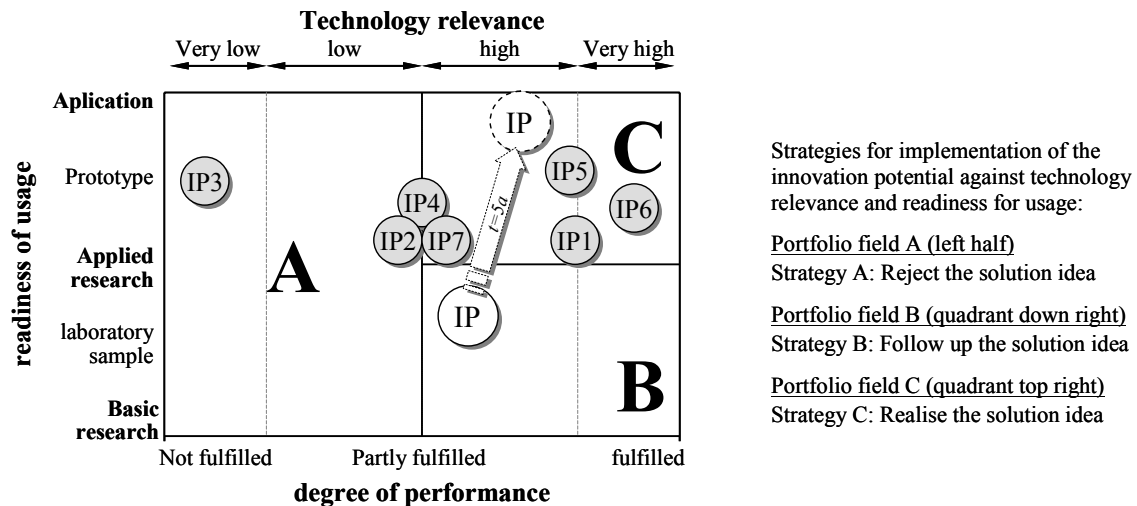 Technology relevance
Very low
low
high
Very high
readiness of usage
Aplication
Prototype
Applied
research
laboratory
sample
Basic
research
IP
C
IP3
IP5
IP4
IP6
t=5a
IP2
IP7
IP1
A
IP
B
Not fulfilled
Partly fulfilled
fulfilled
degree of performance
Strategies for implementation of the
innovation potential against technology
relevance and readiness for usage:
Portfolio field A (left half)
Strategy A: Reject the solution idea
Portfolio field B (quadrant down right)
Strategy B: Follow up the solution idea
Portfolio field C (quadrant top right)
Strategy C: Realise the solution idea